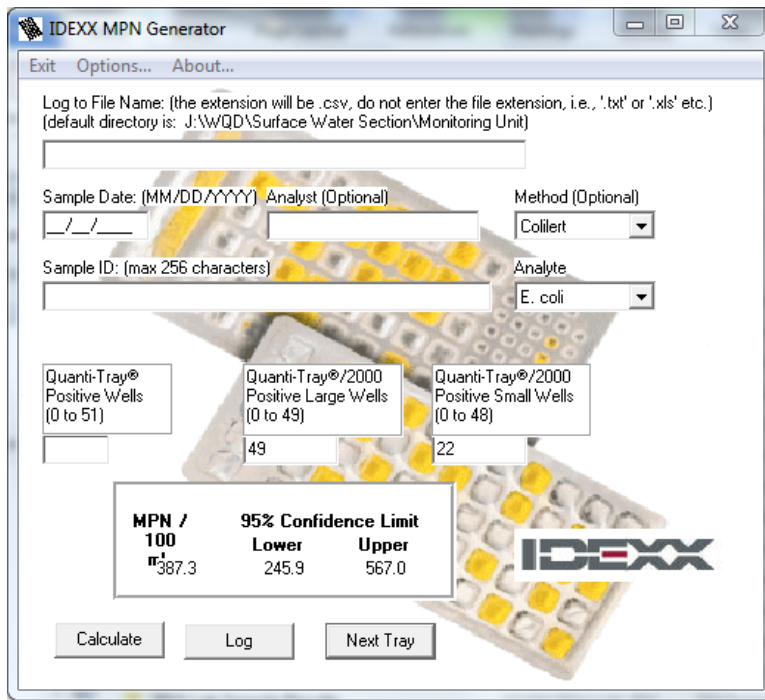 IDEXX MPN Generator
Exit Options... About...
Log to File Name: (the extension will be .csv, do not enter the file extension, i.e., '.txt' or '.xls' etc.)
(default directory is: J:\WQD\Surface Water Section\Monitoring Unit)
Sample Date: (MM/DD/YYYY) Analyst (Optional) Method (Optional)
__/__/____ Colilert
Sample ID: (max 256 characters) Analyte
E. coli
Quanti-Tray®
Positive Wells
(0 to 51)
Quanti-Tray®/2000
Positive Large Wells
(0 to 49)
49
Quanti-Tray®/2000
Positive Small Wells
(0 to 48)
22
MPN / 95% Confidence Limit
100 Lower Upper
387.3 245.9 567.0
IDEXX
Calculate Log Next Tray